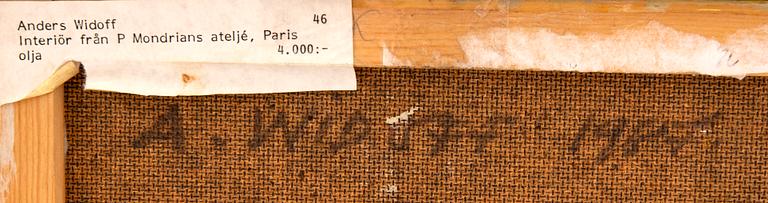 Anders Widoff 46
Interiör från P Mondrians ateljé, Paris
olja 4.000:-
A. WIDOFF